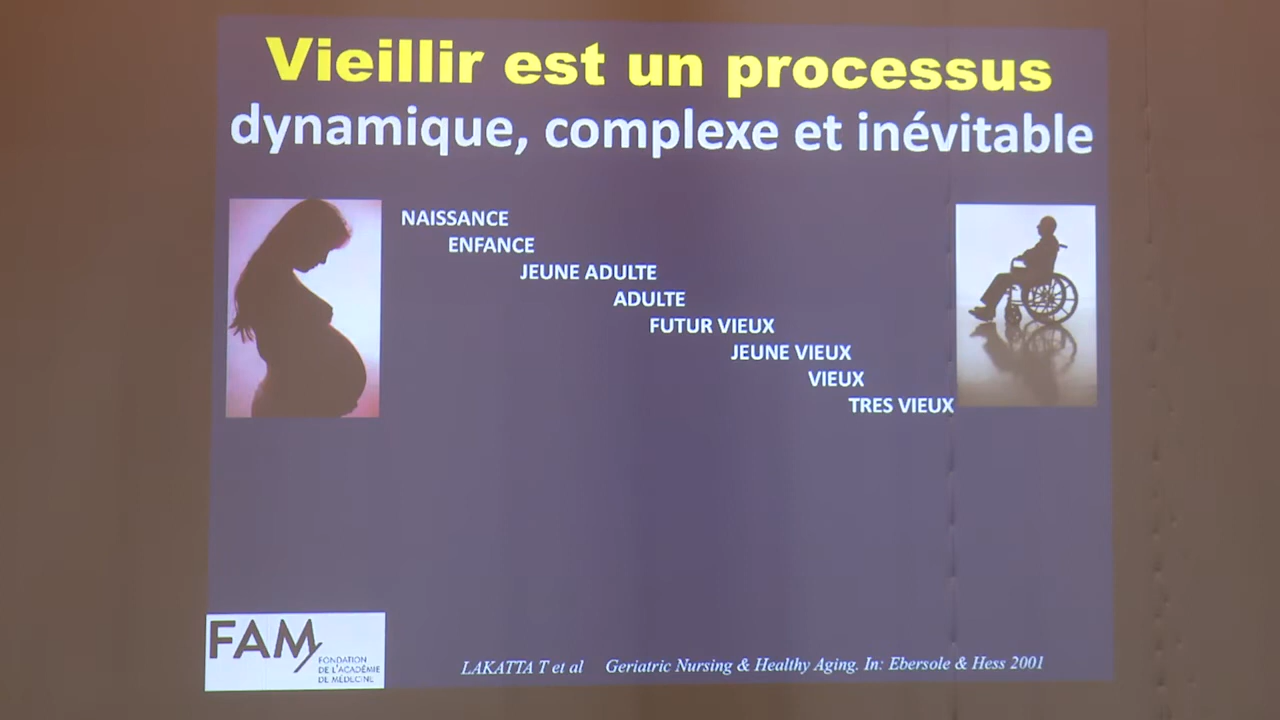 Vieillir est un processus
dynamique, complexe et inévitable
NAISSANCE
ENFANCE
JEUNE ADULTE
ADULTE
FUTUR VIEUX
JEUNE VIEUX
VIEUX
TRES VIEUX
FAM
FONDATION
DE L'ACADÉMIE
DE MÉDECINE
LAKATTA T et al Geriatric Nursing & Healthy Aging. In: Ebersole & Hess 2001